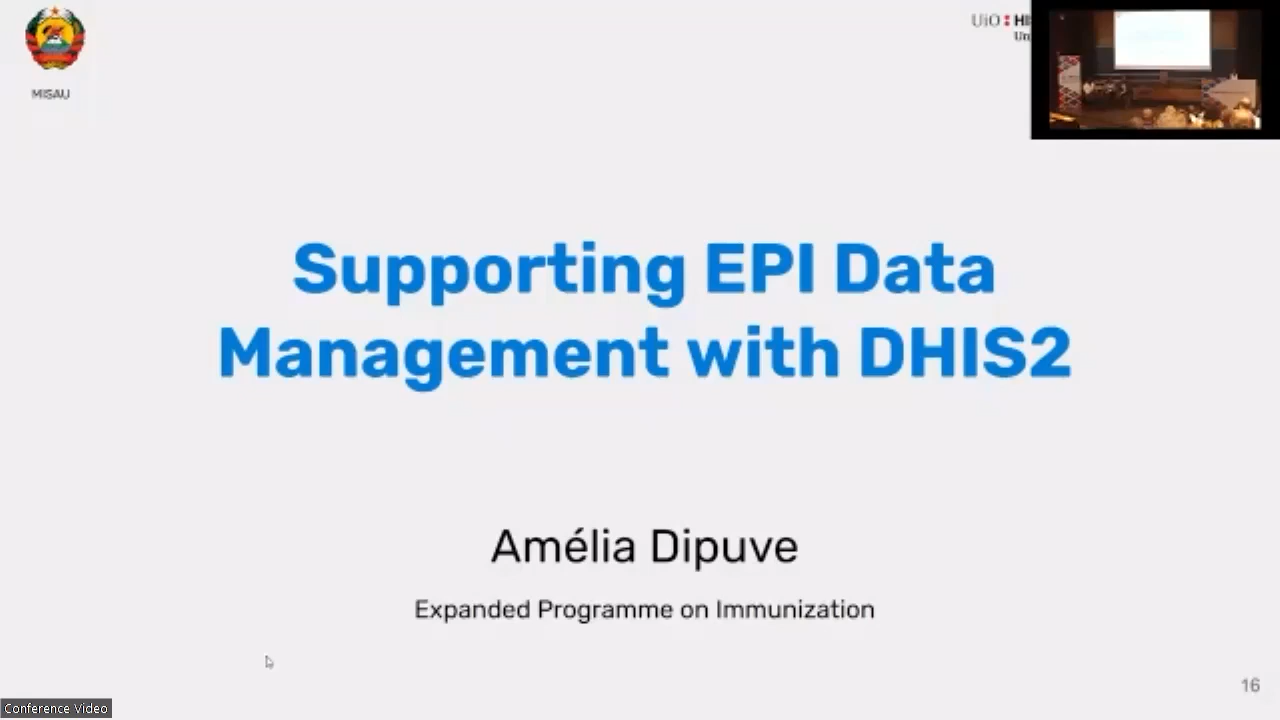 MISAU
UiO
Supporting EPI Data
Management with DHIS2
Amélia Dipuve
Expanded Programme on Immunization
16
Conference Video